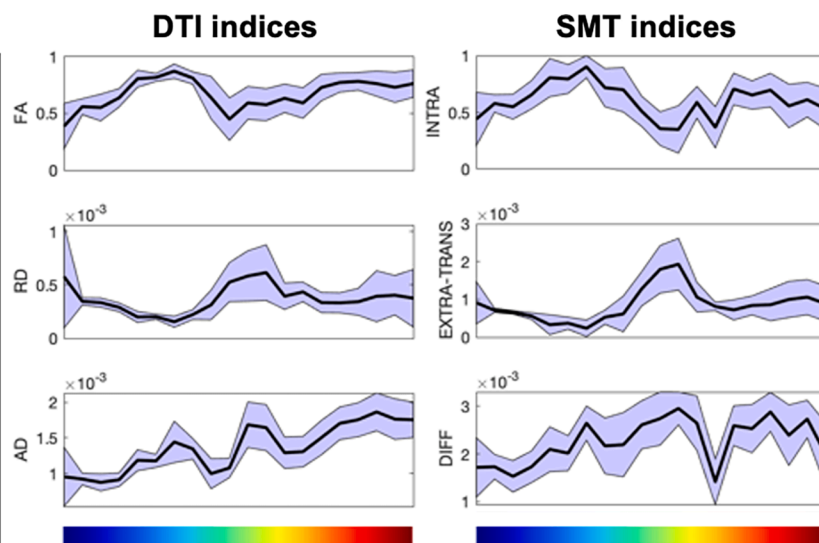 DTI indices
SMT indices
FA
1
0.5
0
INTRA
1
0.5
0
RD
×10-3
1
0.5
0
EXTRA-TRANS
×10-3
3
2
1
0
AD
×10-3
2
1.5
1
DIFF
×10-3
3
2
1